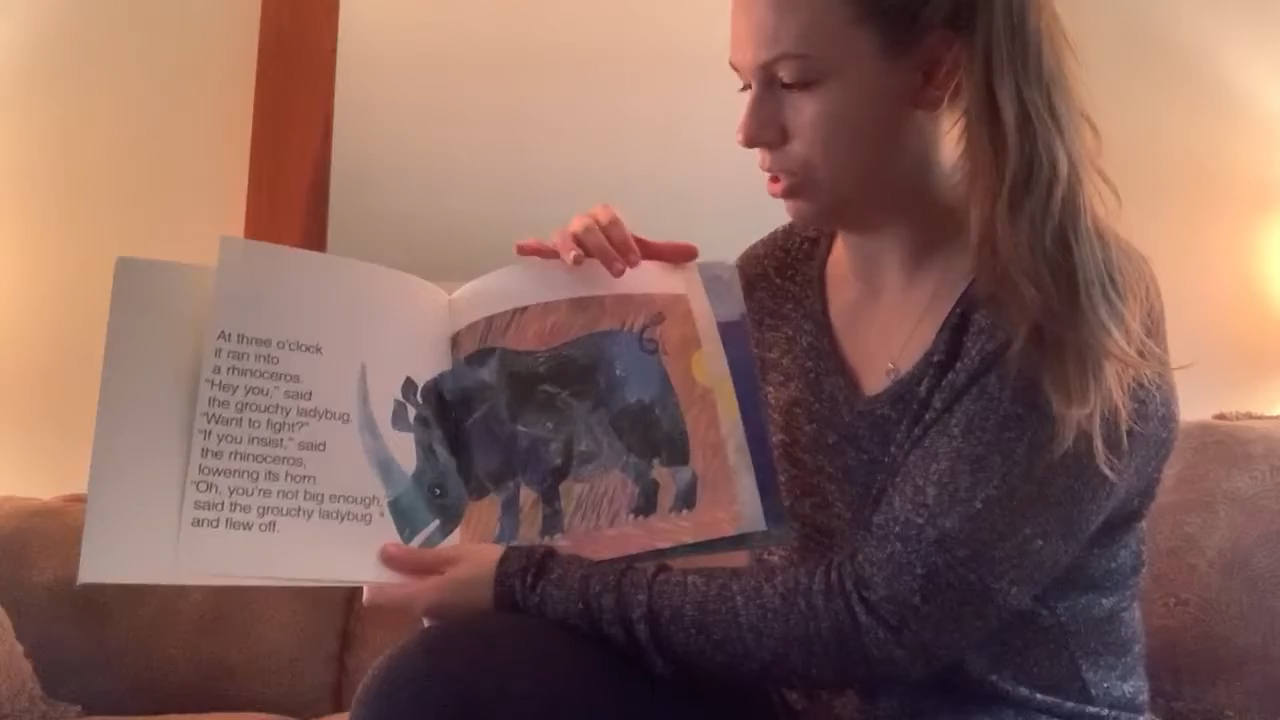 At three o'clock
it ran into
a rhinoceros.
"Hey you," said
the grouchy ladybug.
"Want to fight?"
"If you insist," said
the rhinoceros,
lowering its horn.
"Oh, you're not big enough,"
said the grouchy ladybug
and flew off.